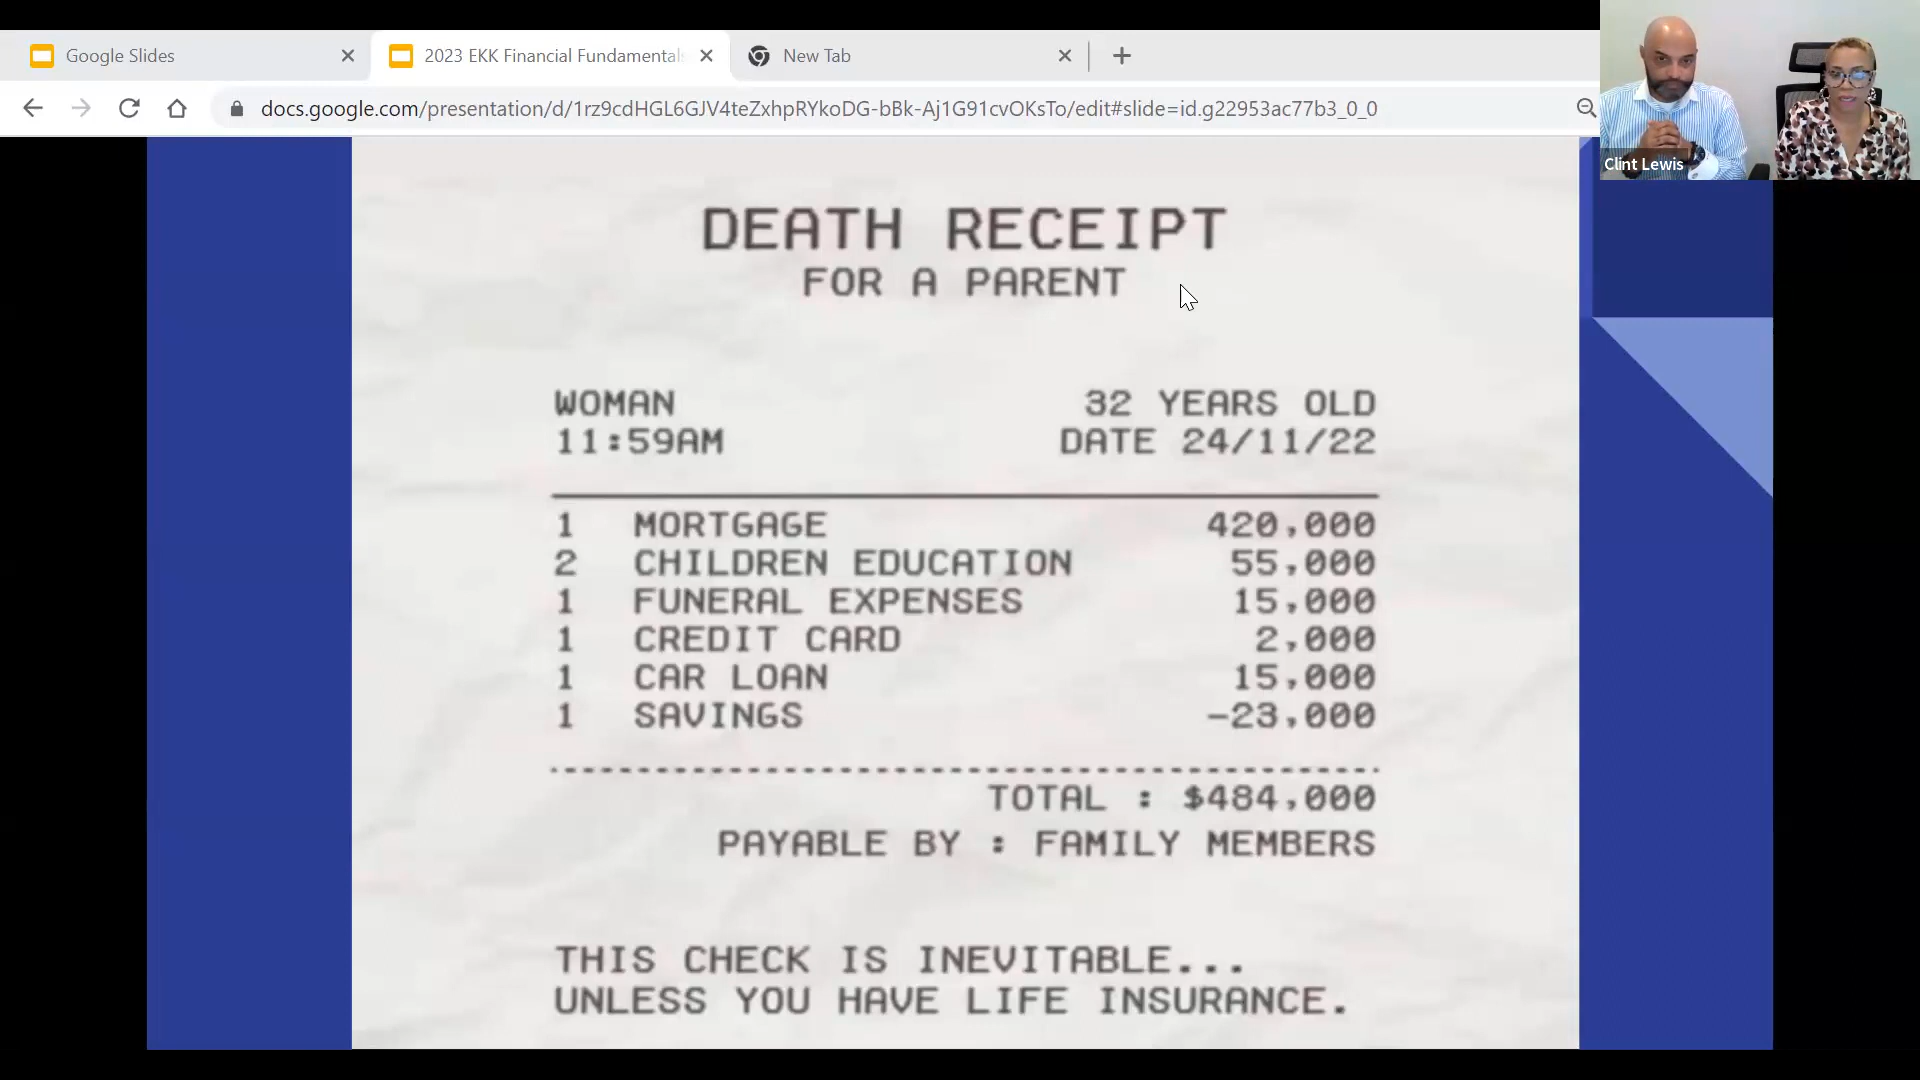 Google Slides
2023 EKK Financial Fundamentals
New Tab
docs.google.com/presentation/d/1rz9cdHGL6GJV4teZxhpRYkoDG-bBk-Aj1G91cvOKsTo/edit#slide=id.g22953ac77b3_0_0
Clint Lewis
DEATH RECEIPT
FOR A PARENT
WOMAN 32 YEARS OLD
11:59AM DATE 24/11/22
1 MORTGAGE 420,000
2 CHILDREN EDUCATION 55,000
1 FUNERAL EXPENSES 15,000
1 CREDIT CARD 2,000
1 CAR LOAN 15,000
1 SAVINGS -23,000
TOTAL : $484,000
PAYABLE BY : FAMILY MEMBERS
THIS CHECK IS INEVITABLE...
UNLESS YOU HAVE LIFE INSURANCE.